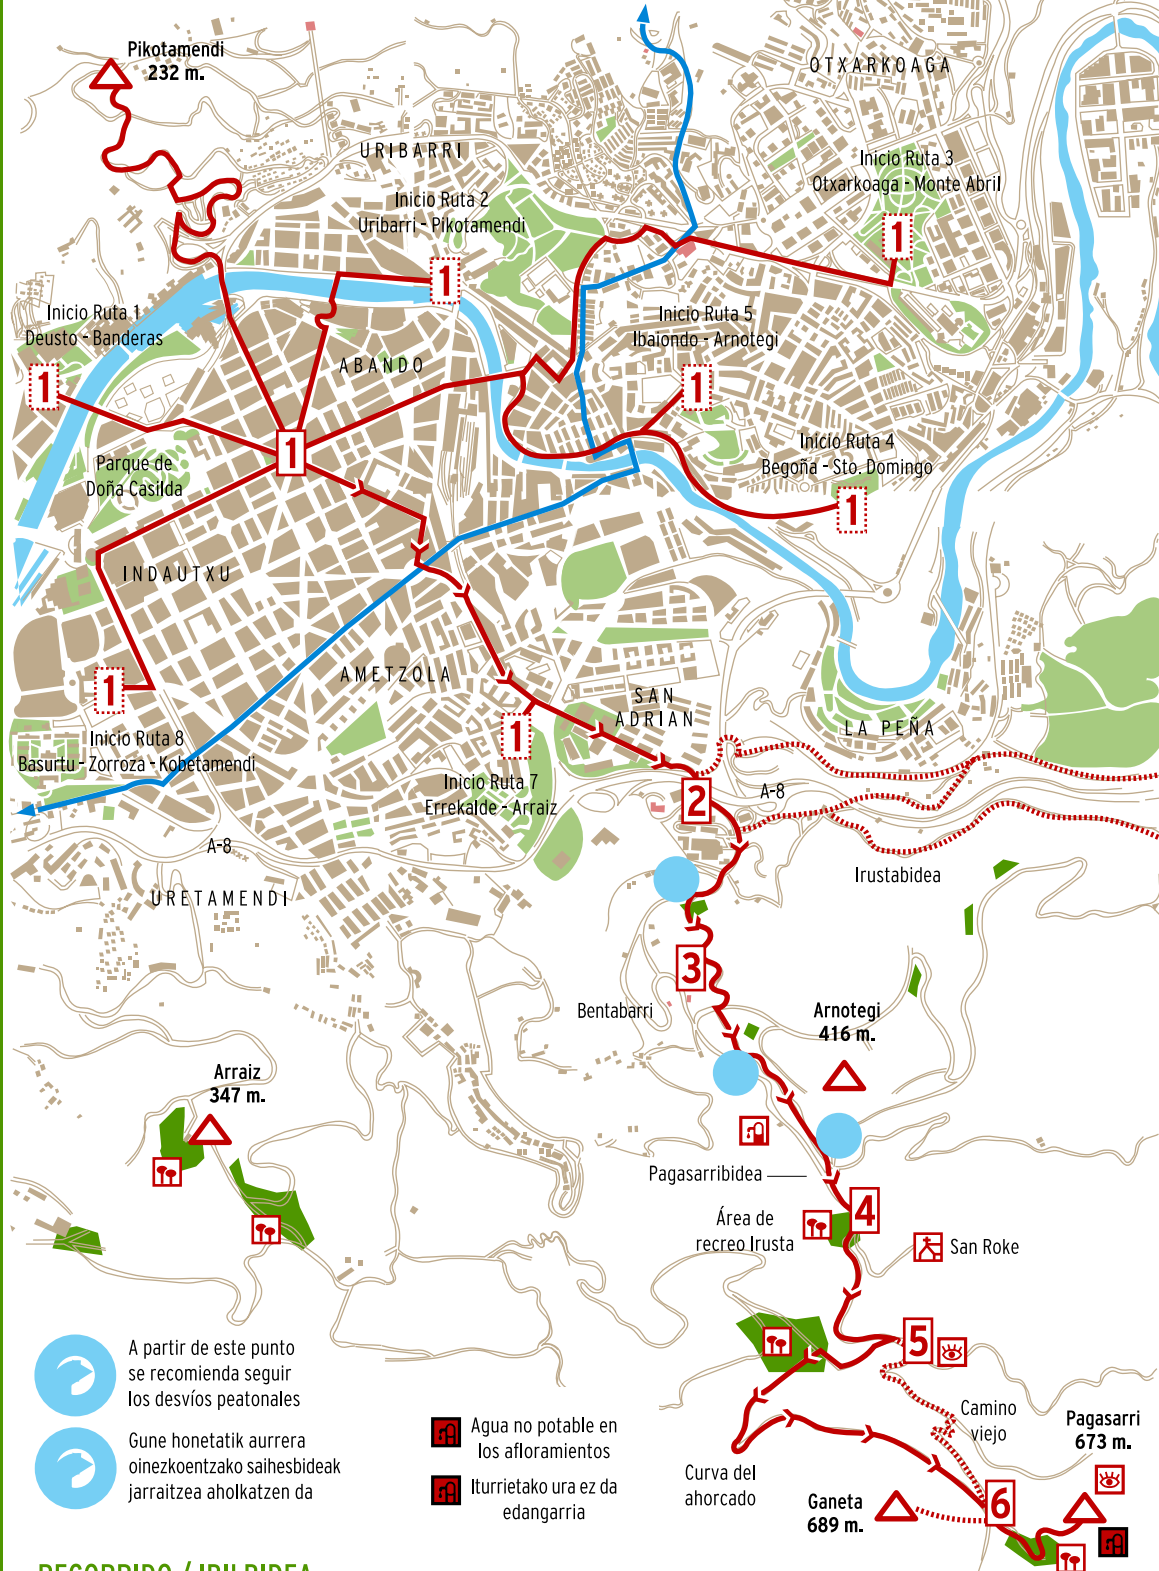 Pikotamendi
232 m.
OTXARKOAGA
URIBARRI
Inicio Ruta 3
Otxarkoaga - Monte Abril
Inicio Ruta 2
Uribarri - Pikotamendi
1
1
Inicio Ruta 1
Deusto - Banderas
Inicio Ruta 5
Ibaiondo - Arnotegi
ABANDO
1
1
Inicio Ruta 4
Begoña - Sto. Domingo
1
Parque de
Doña Casilda
1
INDAUTXU
AMETZOLA
1
SAN
ADRIAN
LA PEÑA
1
Inicio Ruta 8
Basurtu - Zorroza - Kobetamendi
Inicio Ruta 7
Errekalde - Arraiz
2
A-8
A-8
Irustabidea
URETAMENDI
3
Bentabarri
Arnotegi
416 m.
Arraiz
347 m.
Pagasarribidea
4
Área de
recreo Irusta
San Roke
5
A partir de este punto
se recomienda seguir
los desvíos peatonales
Camino
viejo
Pagasarri
673 m.
Gune honetatik aurrera
oinezkoentzako saihesbideak
jarraitzea aholkatzen da
Agua no potable en
los afloramientos
Iturrietako ura ez da
edangarria
Curva del
ahorcado
Ganeta
689 m.
6
RECORRIDO / IBILBIDEA